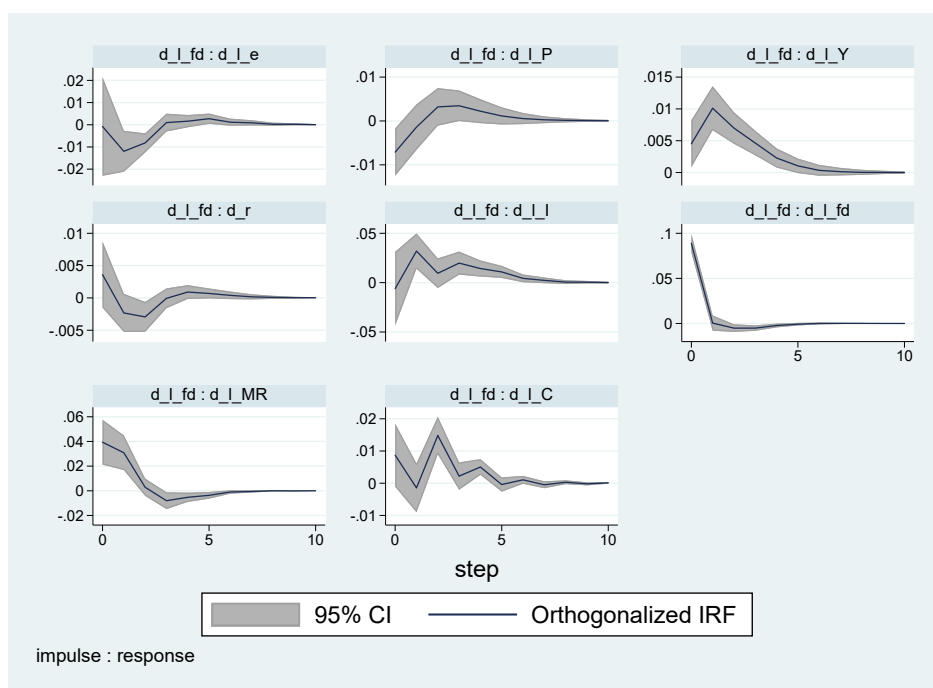 d_l_fd : d_l_e
.02
.01
0
-.01
-.02
d_l_fd : d_l_P
.01
0
-.01
d_l_fd : d_l_Y
.015
.01
.005
0
d_l_fd : d_r
.01
.005
0
-.005
d_l_fd : d_l_I
.05
0
-.05
d_l_fd : d_l_fd
.1
.05
0
0 5 10
d_l_fd : d_l_MR
.06
.04
.02
0
-.02
0 5 10
d_l_fd : d_l_C
.02
.01
0
-.01
0 5 10
step
95% CI Orthogonalized IRF
impulse : response